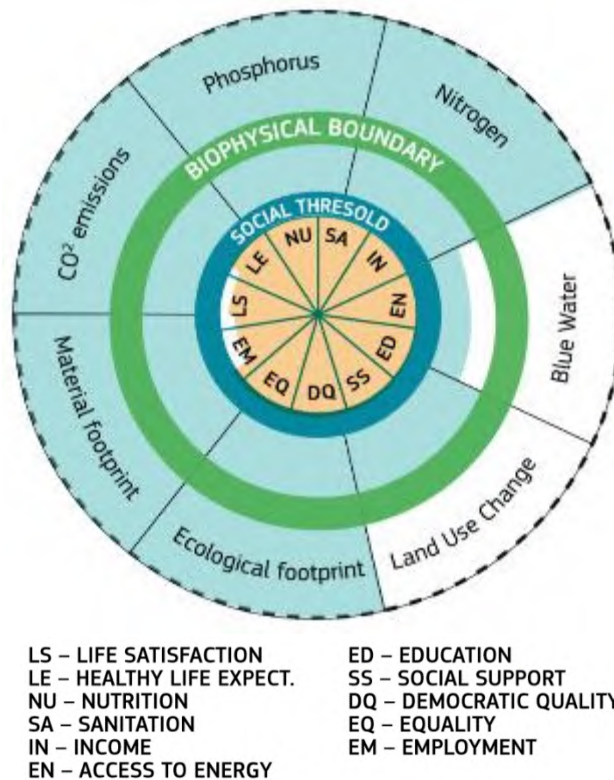 Phosphorus
Nitrogen
CO² emissions
BIOPHYSICAL BOUNDARY
SOCIAL THRESOLD
NU
SA
LE
IN
LS
EN
EM
ED
EQ
DQ
SS
Blue Water
Material footprint
Land Use Change
Ecological footprint
LS – LIFE SATISFACTION
LE – HEALTHY LIFE EXPECT.
NU – NUTRITION
SA – SANITATION
IN – INCOME
EN – ACCESS TO ENERGY
ED – EDUCATION
SS – SOCIAL SUPPORT
DQ – DEMOCRATIC QUALITY
EQ – EQUALITY
EM – EMPLOYMENT